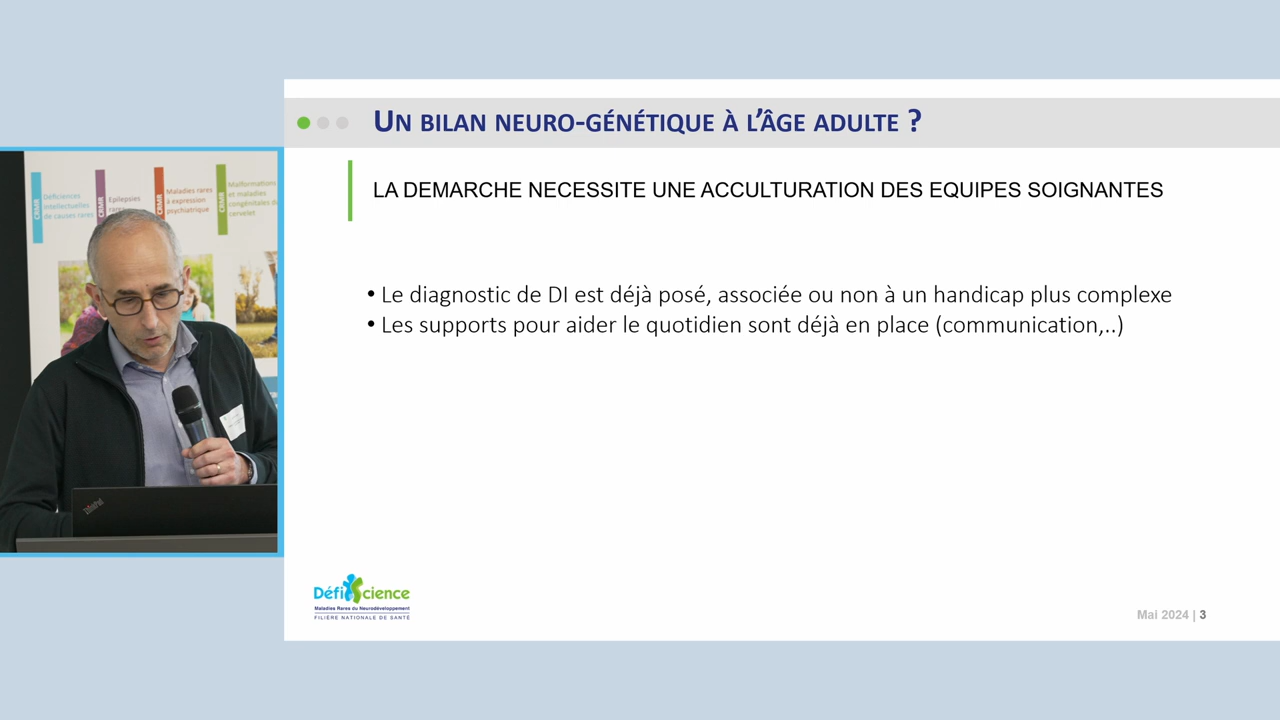 UN BILAN NEURO-GÉNÉTIQUE À L'ÂGE ADULTE ?
LA DEMARCHE NECESSITE UNE ACCULTURATION DES EQUIPES SOIGNANTES
• Le diagnostic de DI est déjà posé, associée ou non à un handicap plus complexe
• Les supports pour aider le quotidien sont déjà en place (communication,..)
CRMR
Déficiences
intellectuelles
de causes rares
CRMR
Epilepsies
rares
CRMR
Maladies rares
à expression
psychiatrique
CRMR
Malformations
et maladies
congénitales du
cervelet
ThinkPad
DéfiScience
Maladies Rares du Neurodéveloppement
FILIÈRE NATIONALE DE SANTÉ
Mai 2024 | 3